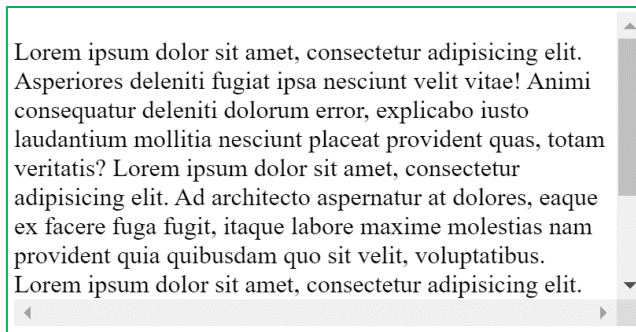 Lorem ipsum dolor sit amet, consectetur adipisicing elit.
Asperiores deleniti fugiat ipsa nesciunt velit vitae! Animi
consequatur deleniti dolorum error, explicabo iusto
laudantium mollitia nesciunt placeat provident quas, totam
veritatis? Lorem ipsum dolor sit amet, consectetur
adipisicing elit. Ad architecto aspernatur at dolores, eaque
ex facere fuga fugit, itaque labore maxime molestias nam
provident quia quibusdam quo sit velit, voluptatibus.
Lorem ipsum dolor sit amet, consectetur adipisicing elit.